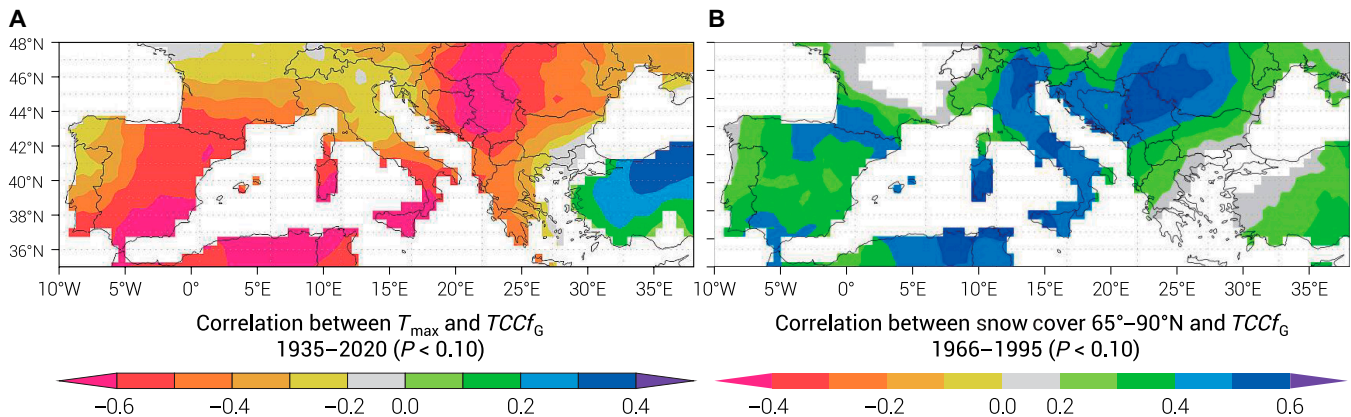 A
B
48°N
46°N
44°N
42°N
40°N
38°N
36°N
10°W 5°W 0°E 5°E 10°E 15°E 20°E 25°E 30°E 35°E
10°W 5°W 0°E 5°E 10°E 15°E 20°E 25°E 30°E 35°E
Correlation between Tmax and TCCfG
1935–2020 (P < 0.10)
−0.6 −0.4 −0.2 0.0 0.2 0.4
Correlation between snow cover 65°–90°N and TCCfG
1966–1995 (P < 0.10)
−0.4 −0.2 0.0 0.2 0.4 0.6